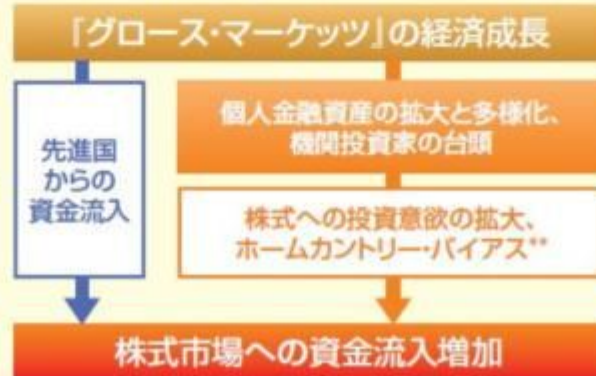 『グロース・マーケッツ』の経済成長
先進国
からの
資金流入
個人金融資産の拡大と多様化、
機関投資家の台頭
株式への投資意欲の拡大、
ホームカントリー・バイアス**
株式市場への資金流入増加